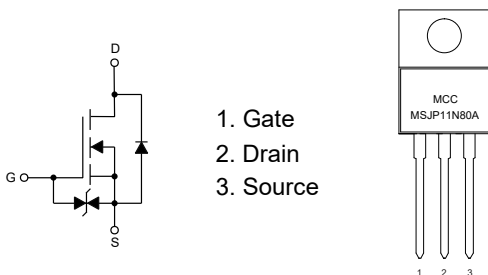 D
G
S
1. Gate
2. Drain
3. Source
MCC
MSJP11N80A
1 2 3